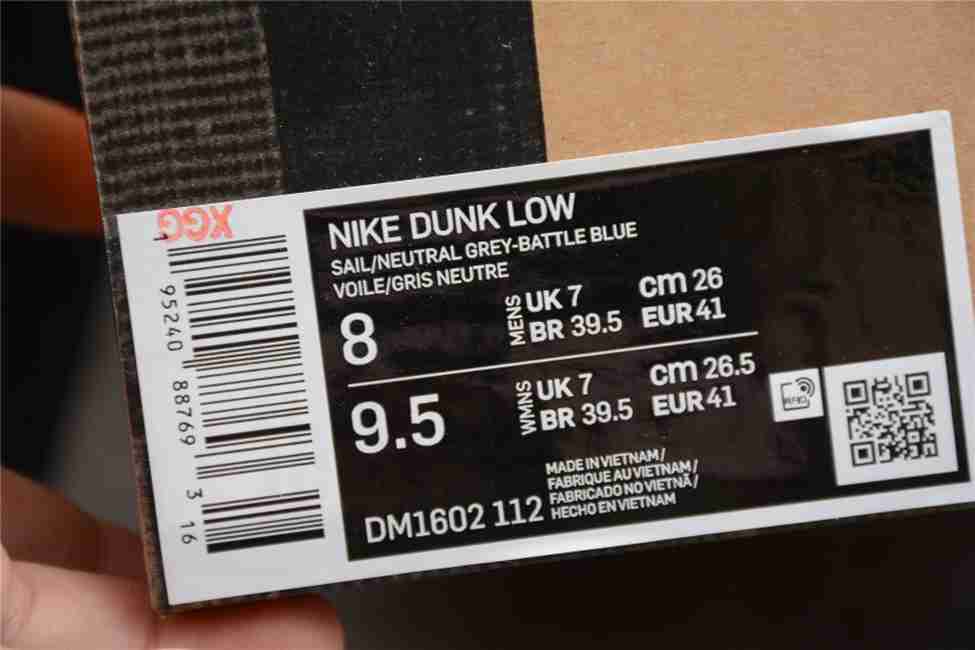 XGG
1 95240 88769 3 16
NIKE DUNK LOW
SAIL/NEUTRAL GREY-BATTLE BLUE
VOILE/GRIS NEUTRE
8
MENS
UK 7
BR 39.5
cm 26
EUR 41
9.5
WMNS
UK 7
BR 39.5
cm 26.5
EUR 41
RFID
DM1602 112
MADE IN VIETNAM/
FABRIQUE AU VIETNAM/
FABRICADO NO VIETNÃ/
HECHO EN VIETNAM